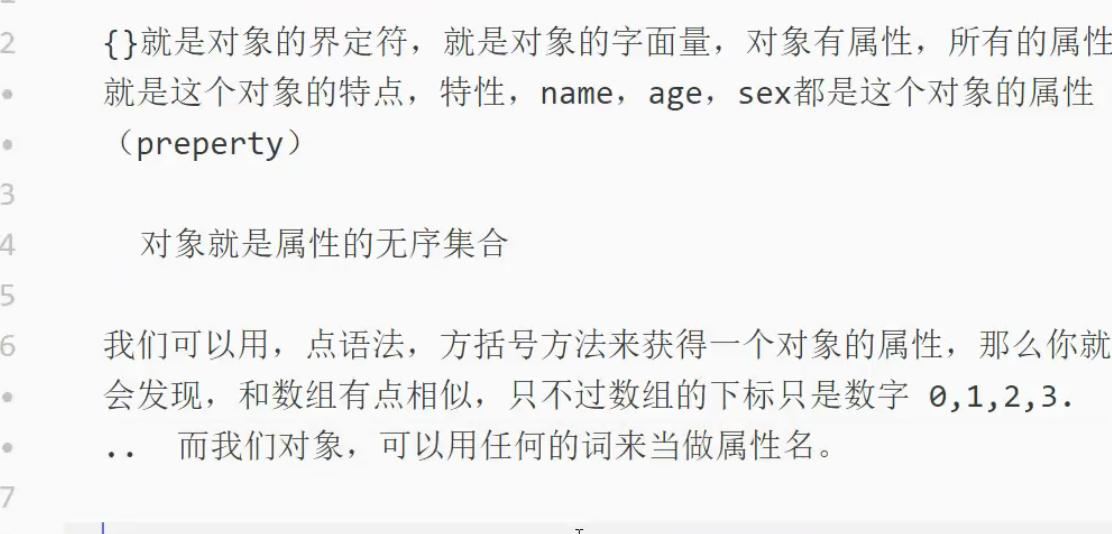 2 {}就是对象的界定符，就是对象的字面量，对象有属性，所有的属性
就是这个对象的特点，特性，name，age，sex都是这个对象的属性
（preperty）
3
4 对象就是属性的无序集合
5
6 我们可以用，点语法，方括号方法来获得一个对象的属性，那么你就
会发现，和数组有点相似，只不过数组的下标只是数字 0,1,2,3.
.. 而我们对象，可以用任何的词来当做属性名。
7